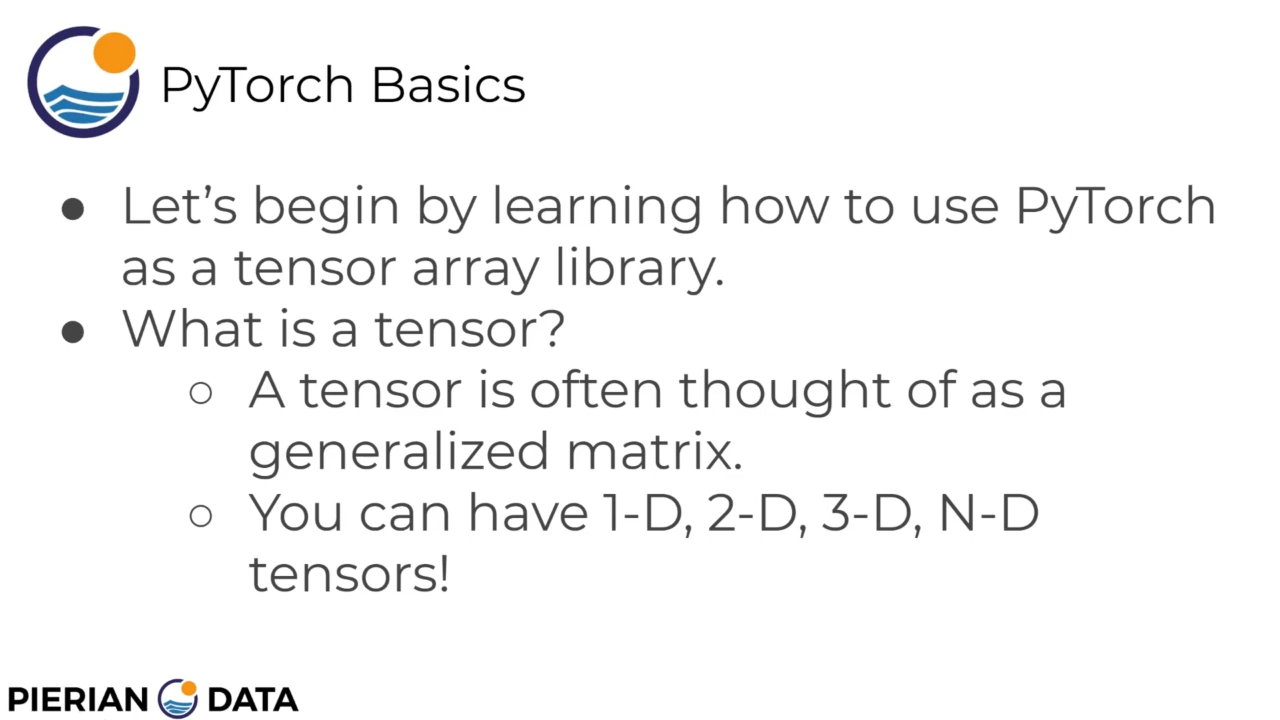 PyTorch Basics
● Let’s begin by learning how to use PyTorch
as a tensor array library.
● What is a tensor?
○ A tensor is often thought of as a
generalized matrix.
○ You can have 1-D, 2-D, 3-D, N-D
tensors!
PIERIAN DATA